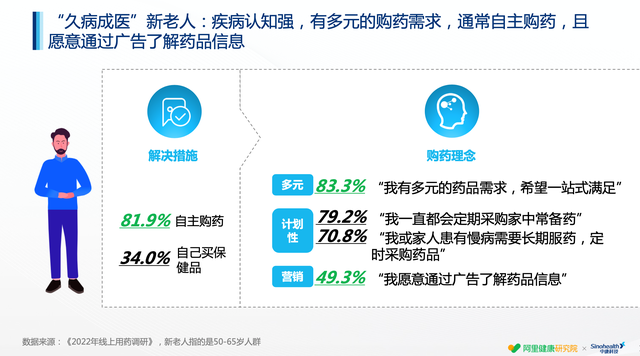 “久病成医”新老人：疾病认知强，有多元的购药需求，通常自主购药，且
愿意通过广告了解药品信息
解决措施
81.9% 自主购药
34.0% 自己买保
健品
购药理念
多元 83.3% “我有多元的药品需求，希望一站式满足”
计划
性
79.2% “我一直都会定期采购家中常备药”
70.8% “我或家人患有慢病需要长期服药，定
时采购药品”
营销 49.3% “我愿意通过广告了解药品信息”
数据来源：《2022年线上用药调研》，新老人指的是50-65岁人群
阿里健康研究院 × Sinohealth
中康科技